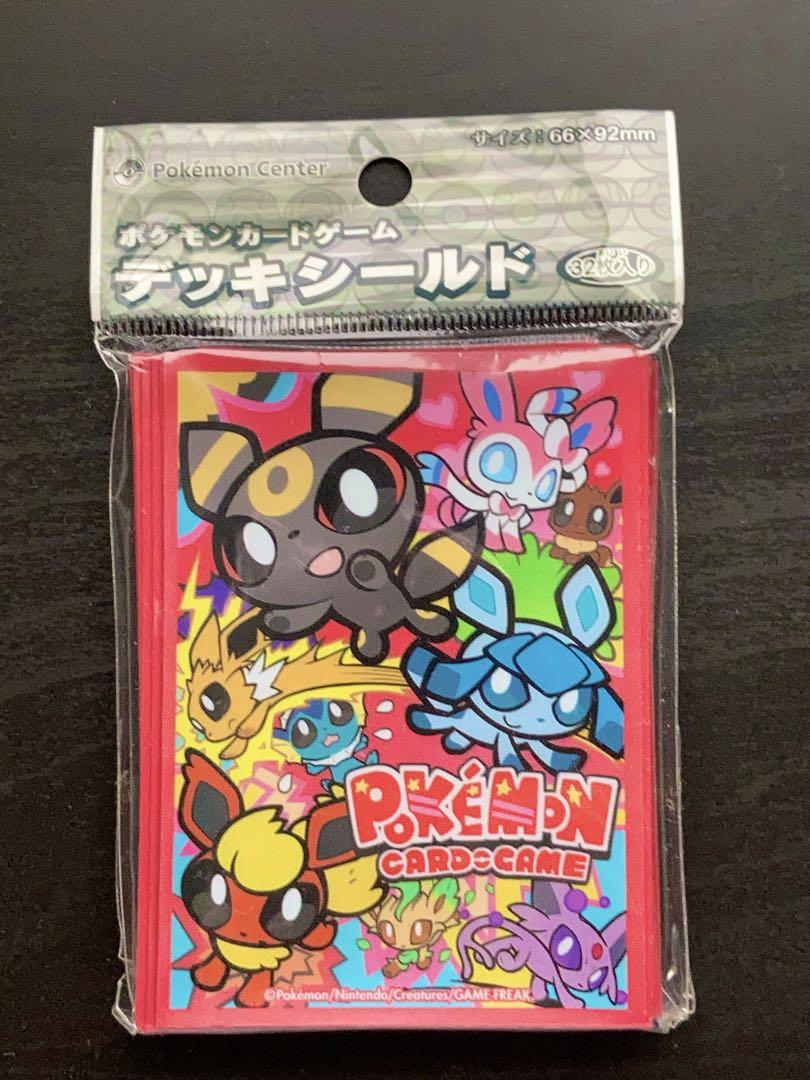 サイズ：66×92mm
Pokémon Center
ポケモンカードゲーム
デッキシールド
32枚入り
POKÉMON
CARD GAME
©Pokémon/Nintendo/Creatures/GAME FREAK.